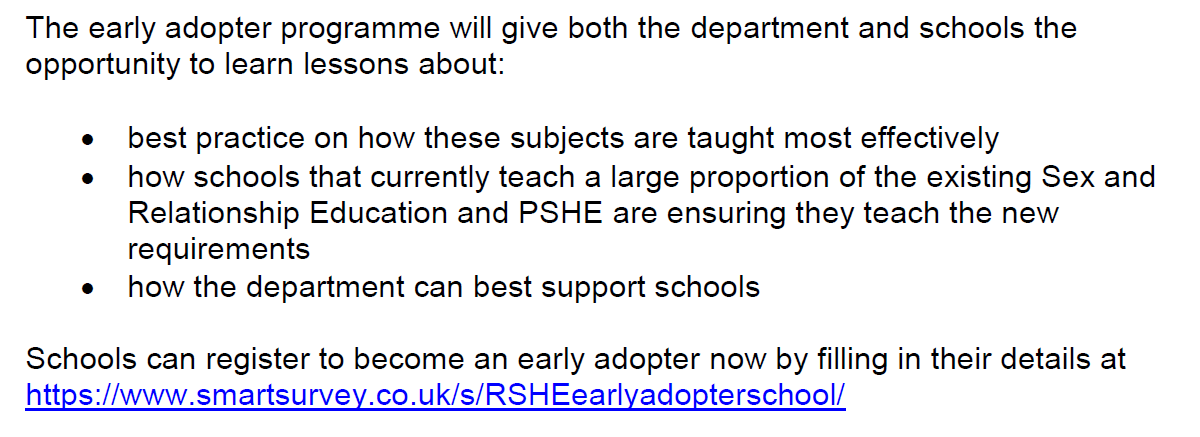 The early adopter programme will give both the department and schools the
opportunity to learn lessons about:
• best practice on how these subjects are taught most effectively
• how schools that currently teach a large proportion of the existing Sex and
Relationship Education and PSHE are ensuring they teach the new
requirements
• how the department can best support schools
Schools can register to become an early adopter now by filling in their details at
https://www.smartsurvey.co.uk/s/RSHEearlyadopterschool/